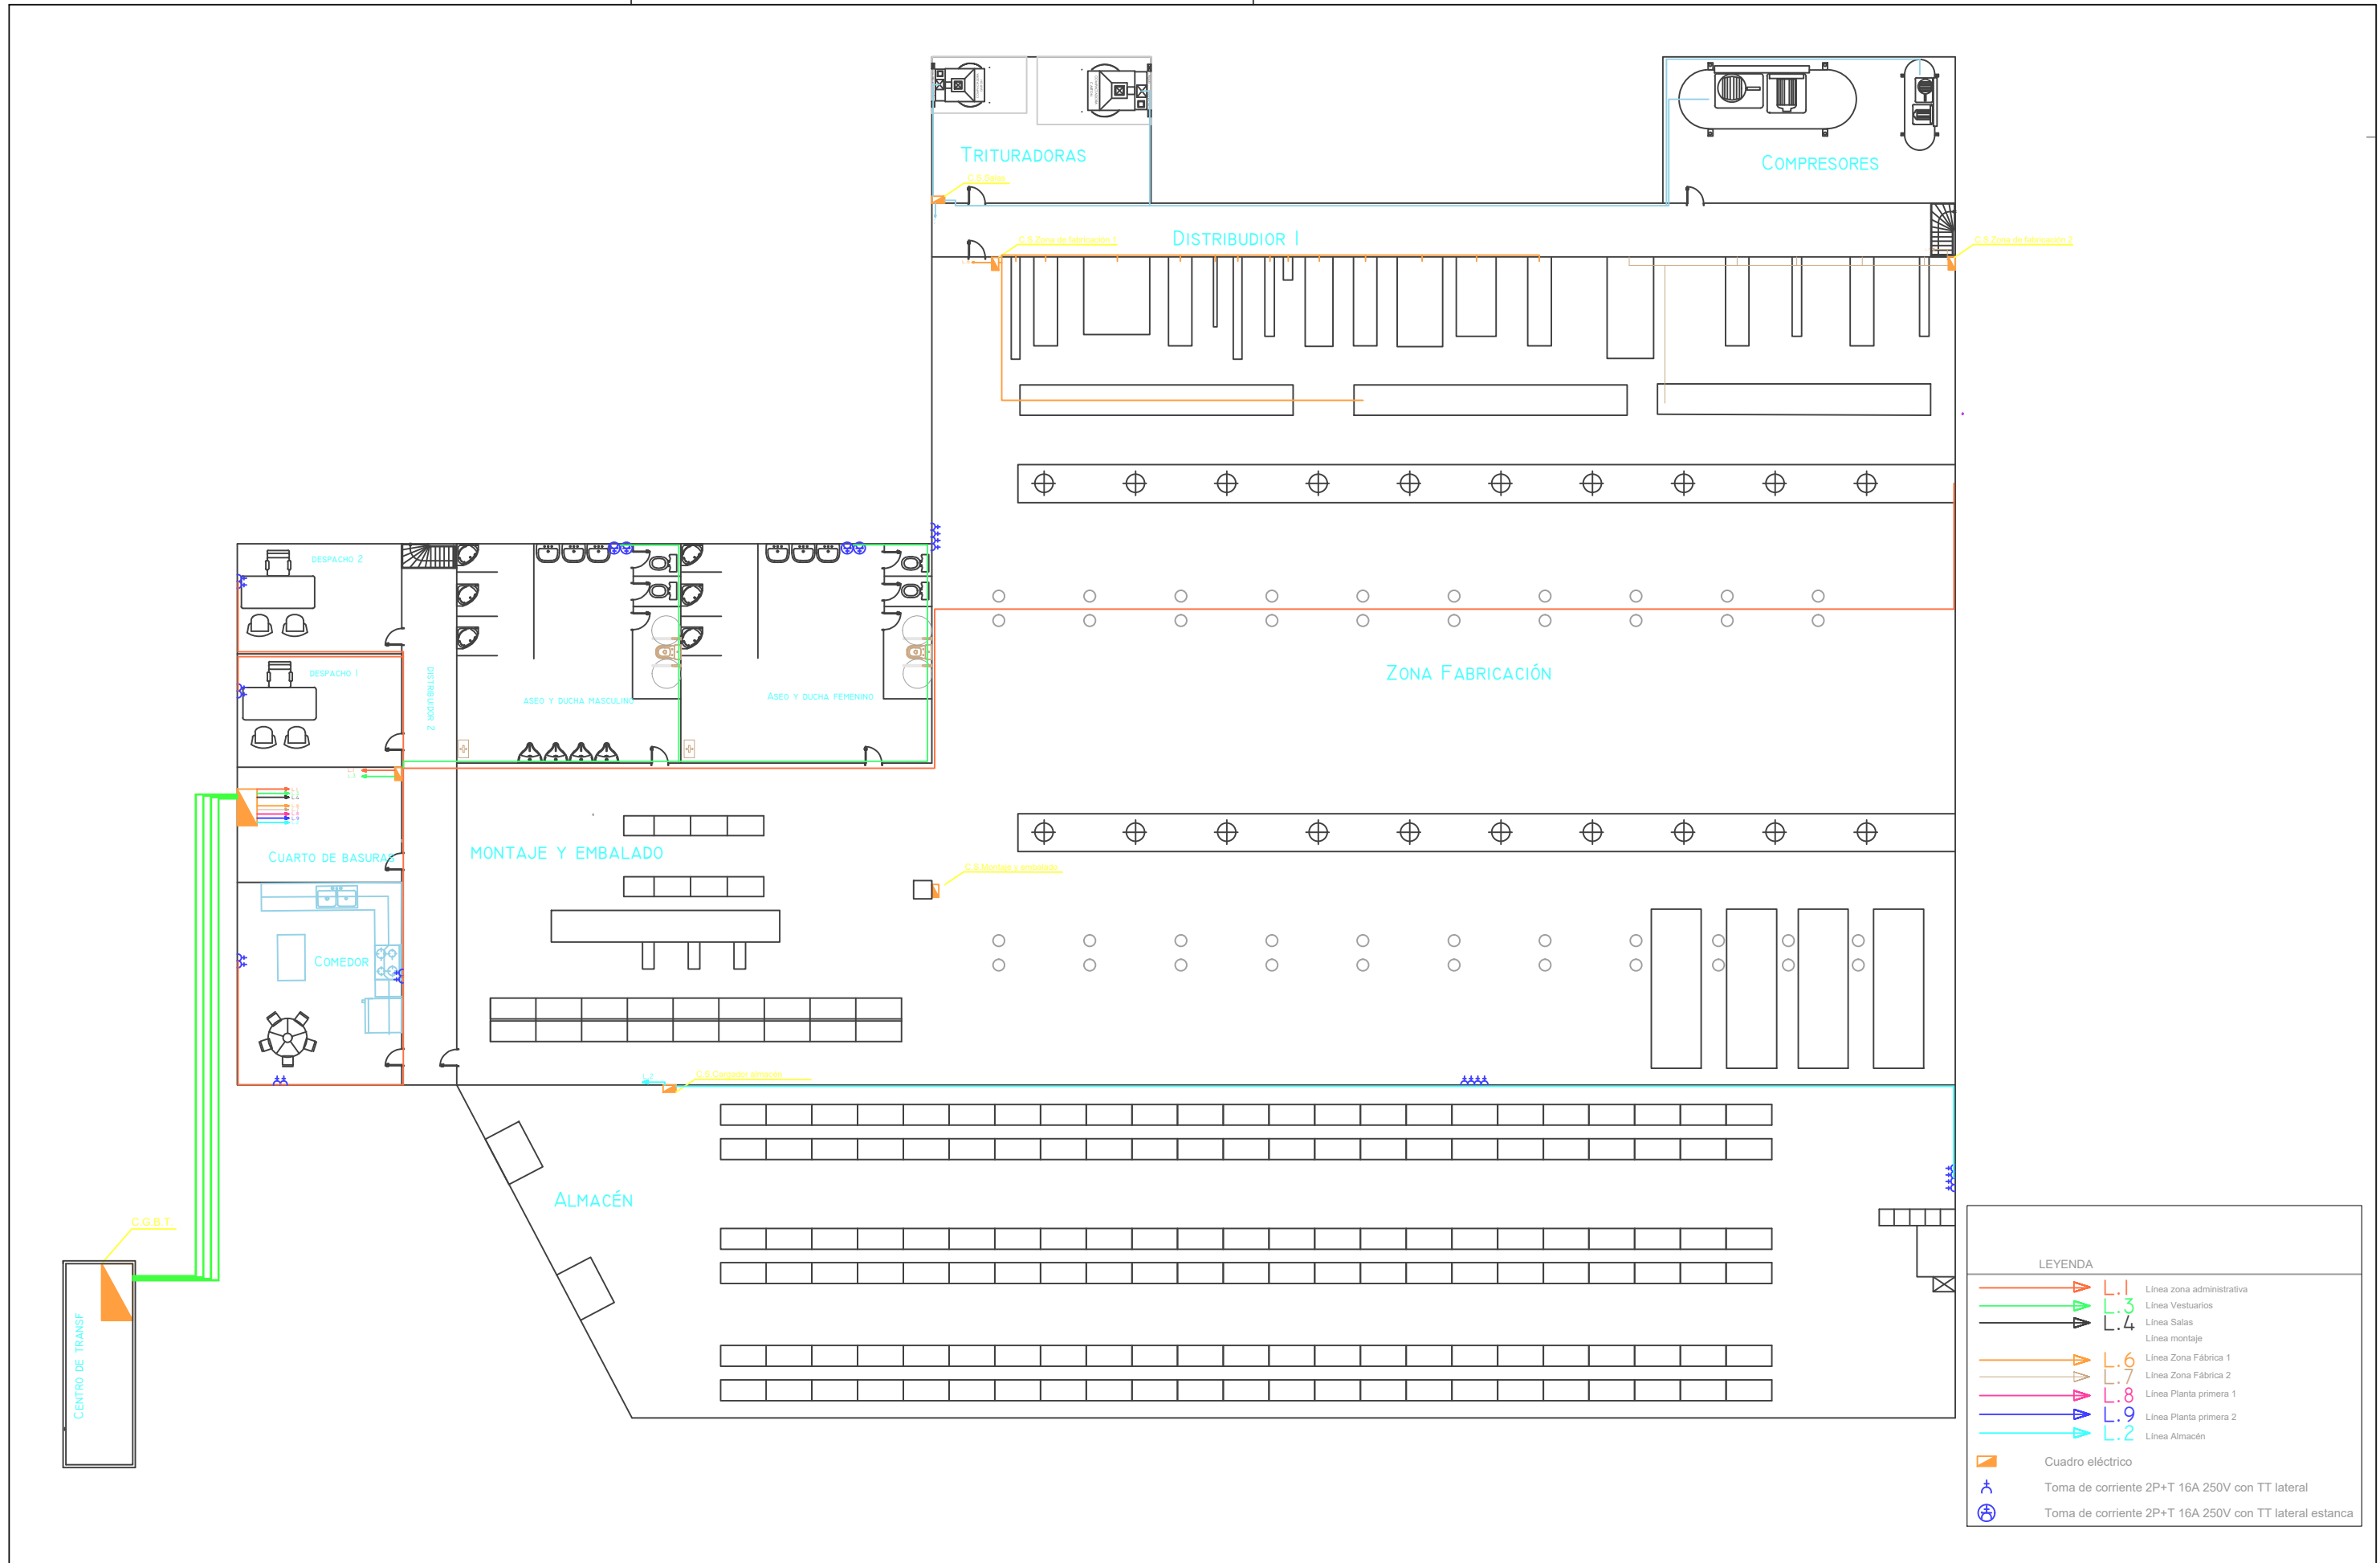 TRITURADORAS
COMPRESORES
C.S.Salas
DISTRIBUDIOR 1
C.S.Zona de fabricación 1
C.S.Zona de fabricación 2
DESPACHO 2
DESPACHO 1
DISTRIBUIDOR 2
ASEO Y DUCHA MASCULINO
ASEO Y DUCHA FEMENINO
ZONA FABRICACIÓN
CUARTO DE BASURAS
MONTAJE Y EMBALADO
COMEDOR
L.2
ALMACÉN
C.G.B.T.
CENTRO DE TRANSF
LEYENDA
L.1 Línea zona administrativa
L.3 Línea Vestuarios
L.4 Línea Salas
Línea montaje
L.6 Línea Zona Fábrica 1
L.7 Línea Zona Fábrica 2
L.8 Línea Planta primera 1
L.9 Línea Planta primera 2
L.2 Línea Almacén
Cuadro eléctrico
Toma de corriente 2P+T 16A 250V con TT lateral
Toma de corriente 2P+T 16A 250V con TT lateral estanca